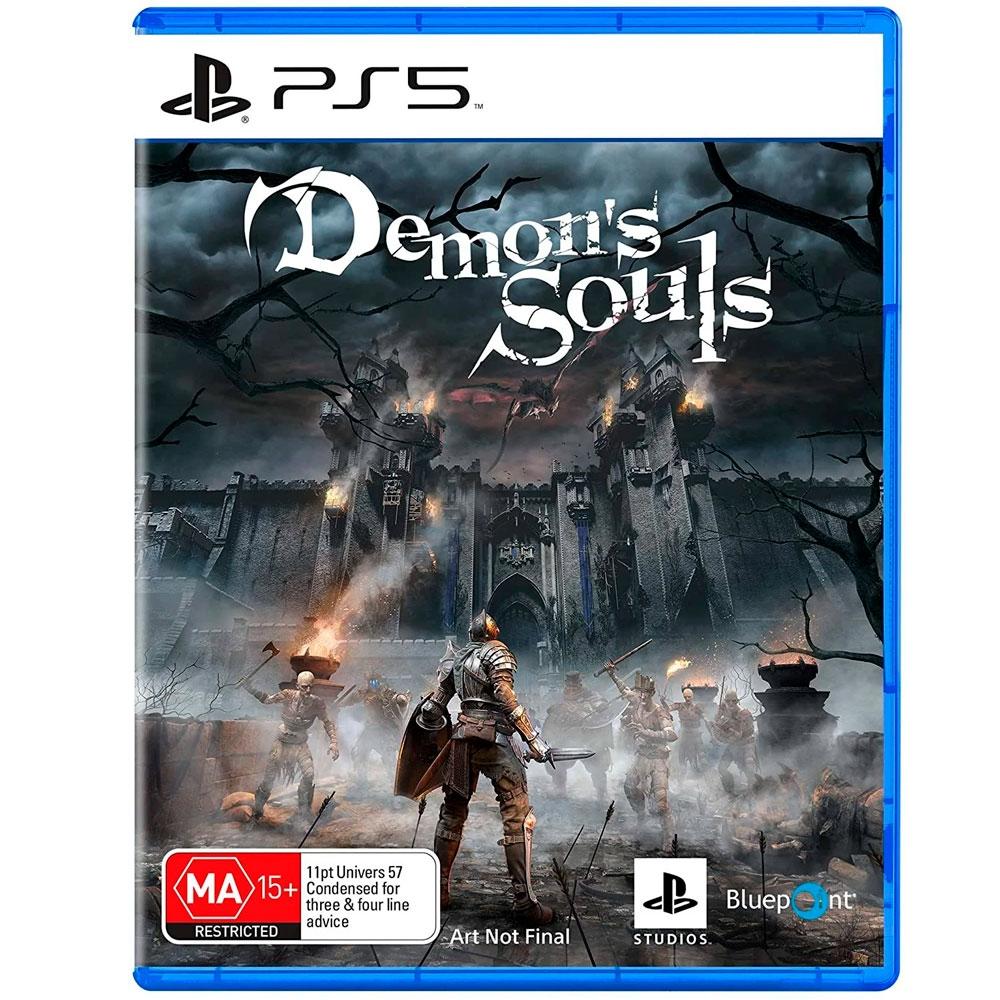 PS5™
Demon's
Souls
MA 15+
RESTRICTED
11pt Univers 57
Condensed for
three & four line
advice
Art Not Final
STUDIOS
Bluepoint